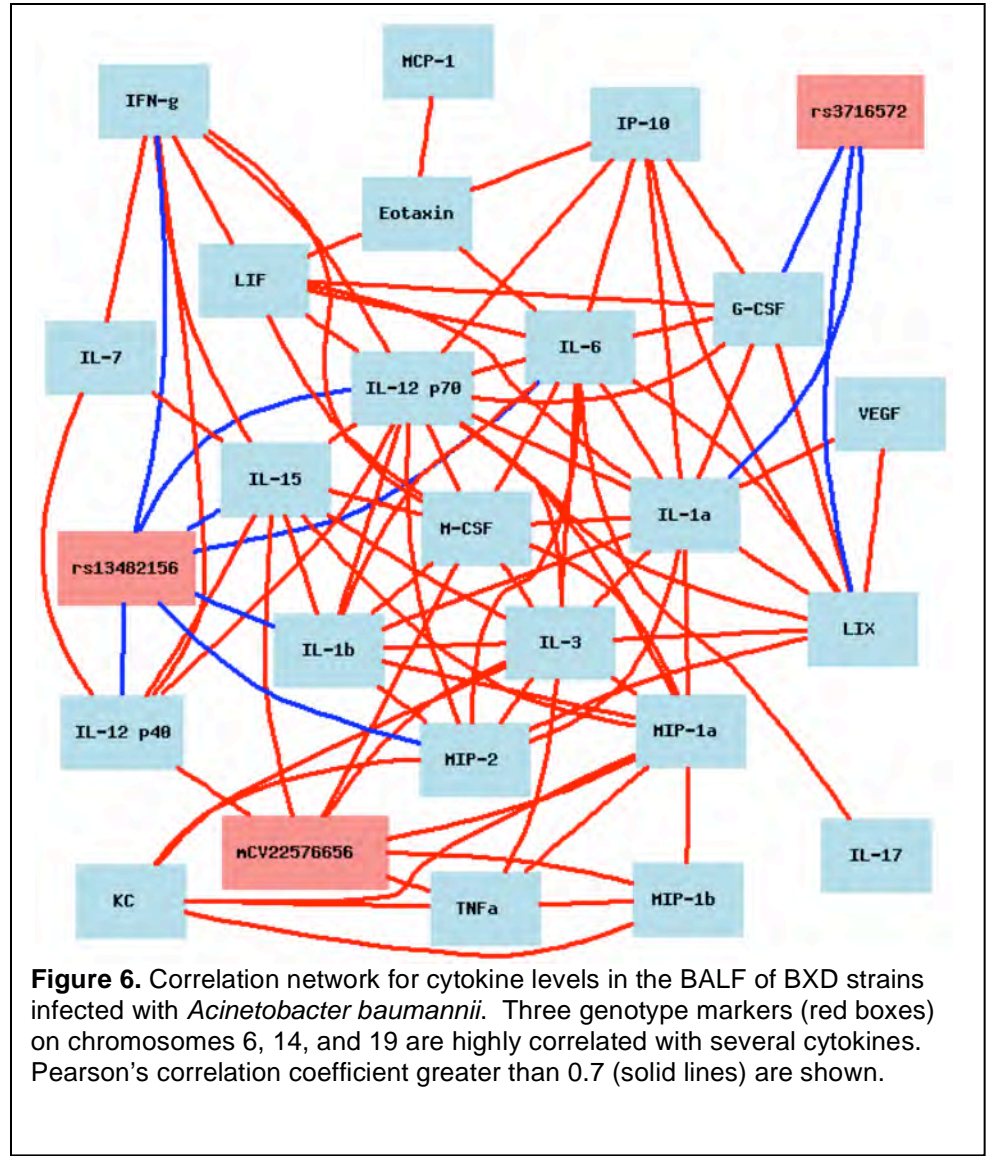 MCP-1
IFN-g
IP-10
rs3716572
Eotaxin
LIF
G-CSF
IL-7
IL-6
IL-12 p70
VEGF
IL-15
IL-1a
M-CSF
rs13482156
LIX
IL-1b
IL-3
IL-12 p40
MIP-1a
MIP-2
mCV22576656
IL-17
KC
TNFa
MIP-1b
Figure 6. Correlation network for cytokine levels in the BALF of BXD strains
infected with Acinetobacter baumannii. Three genotype markers (red boxes)
on chromosomes 6, 14, and 19 are highly correlated with several cytokines.
Pearson's correlation coefficient greater than 0.7 (solid lines) are shown.